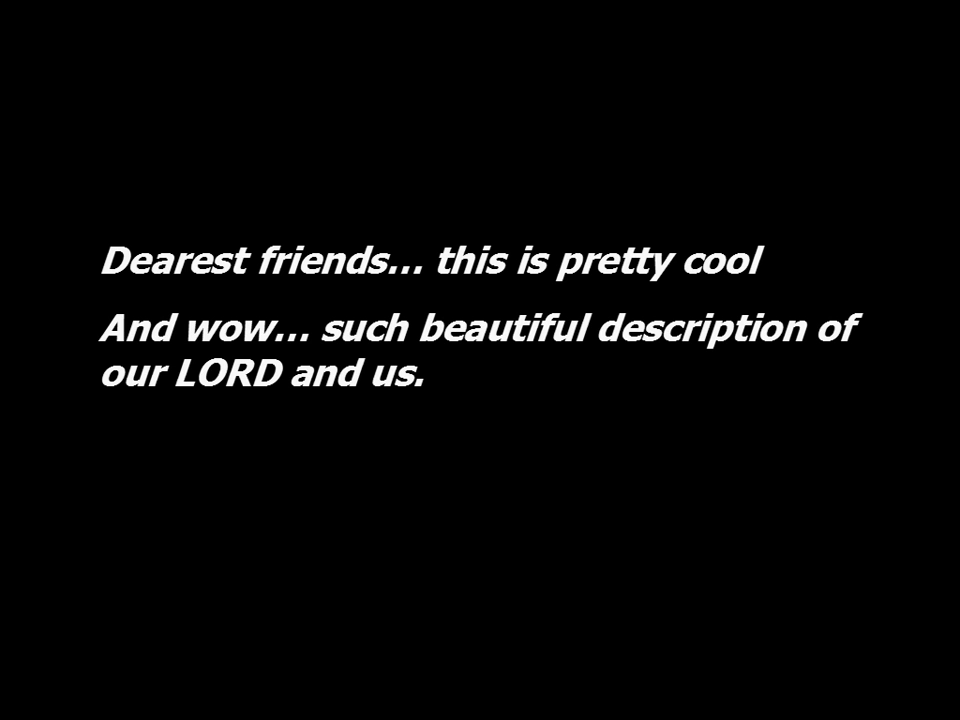 Dearest friends… this is pretty cool
And wow… such beautiful description of
our LORD and us.